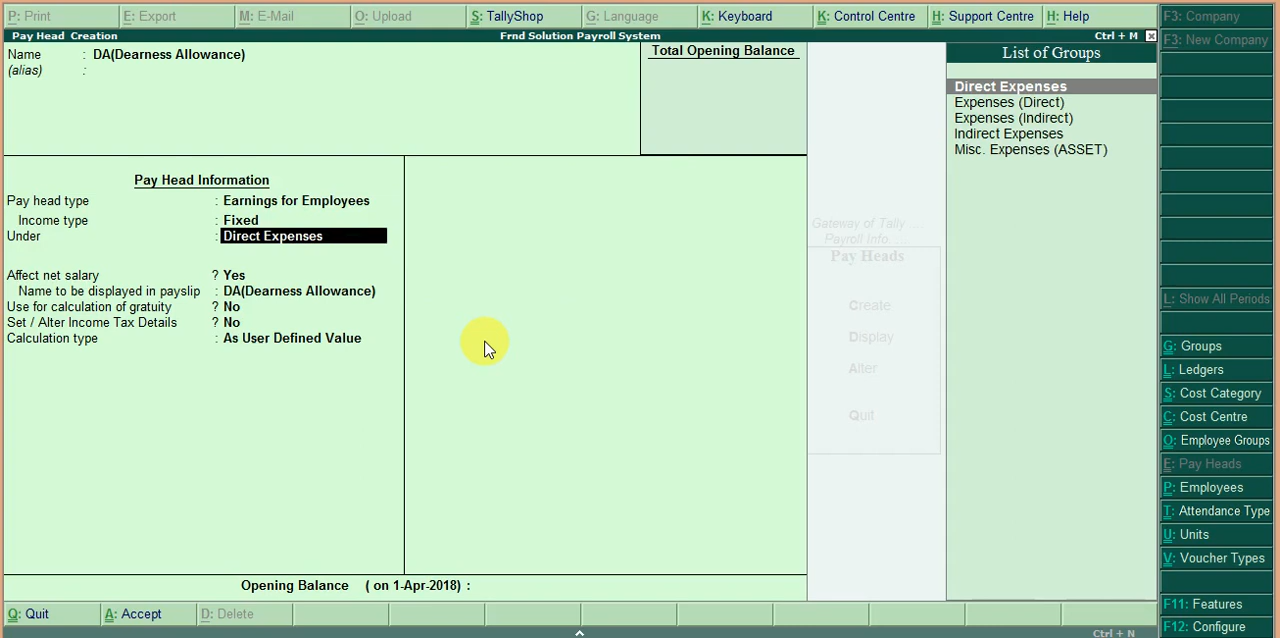 P: Print E: Export M: E-Mail O: Upload S: TallyShop G: Language K: Keyboard K: Control Centre H: Support Centre H: Help
F3: Company
Pay Head Creation Frnd Solution Payroll System Ctrl + M x
F3: New Company
Name : DA(Dearness Allowance)
(alias) :
Total Opening Balance
List of Groups
Direct Expenses
Expenses (Direct)
Expenses (Indirect)
Indirect Expenses
Misc. Expenses (ASSET)
Pay Head Information
Pay head type : Earnings for Employees
Income type : Fixed
Under : Direct Expenses
Affect net salary ? Yes
Name to be displayed in payslip : DA(Dearness Allowance)
Use for calculation of gratuity ? No
Set / Alter Income Tax Details ? No
Calculation type : As User Defined Value
Gateway of Tally ...
Payroll Info. ...
Pay Heads
Create
Display
Alter
Quit
L: Show All Periods
G: Groups
L: Ledgers
S: Cost Category
C: Cost Centre
O: Employee Groups
E: Pay Heads
P: Employees
T: Attendance Type
U: Units
V: Voucher Types
F11: Features
F12: Configure
Opening Balance ( on 1-Apr-2018) :
Q: Quit A: Accept D: Delete
Ctrl + N